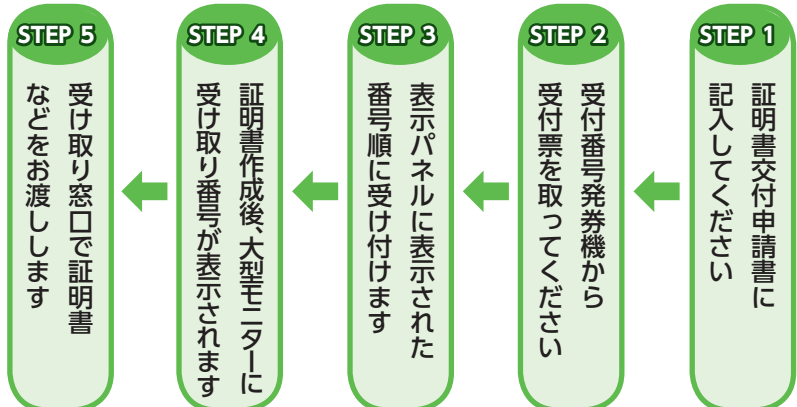 STEP 1
証明書交付申請書に
記入してください
STEP 2
受付番号発券機から
受付票を取ってください
STEP 3
表示パネルに表示された
番号順に受け付けます
STEP 4
証明書作成後、大型モニターに
受け取り番号が表示されます
STEP 5
受け取り窓口で証明書
などをお渡しします